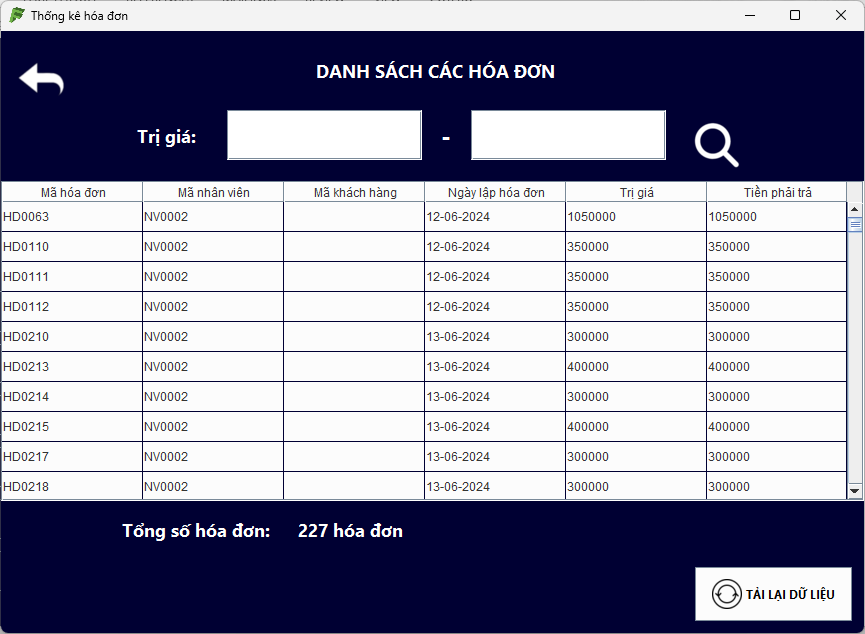 Thống kê hóa đơn
DANH SÁCH CÁC HÓA ĐƠN
Trị giá: -
Mã hóa đơn Mã nhân viên Mã khách hàng Ngày lập hóa đơn Trị giá Tiền phải trả
HD0063 NV0002 12-06-2024 1050000 1050000
HD0110 NV0002 12-06-2024 350000 350000
HD0111 NV0002 12-06-2024 350000 350000
HD0112 NV0002 12-06-2024 350000 350000
HD0210 NV0002 13-06-2024 300000 300000
HD0213 NV0002 13-06-2024 400000 400000
HD0214 NV0002 13-06-2024 300000 300000
HD0215 NV0002 13-06-2024 400000 400000
HD0217 NV0002 13-06-2024 300000 300000
HD0218 NV0002 13-06-2024 300000 300000
Tổng số hóa đơn: 227 hóa đơn
TẢI LẠI DỮ LIỆU